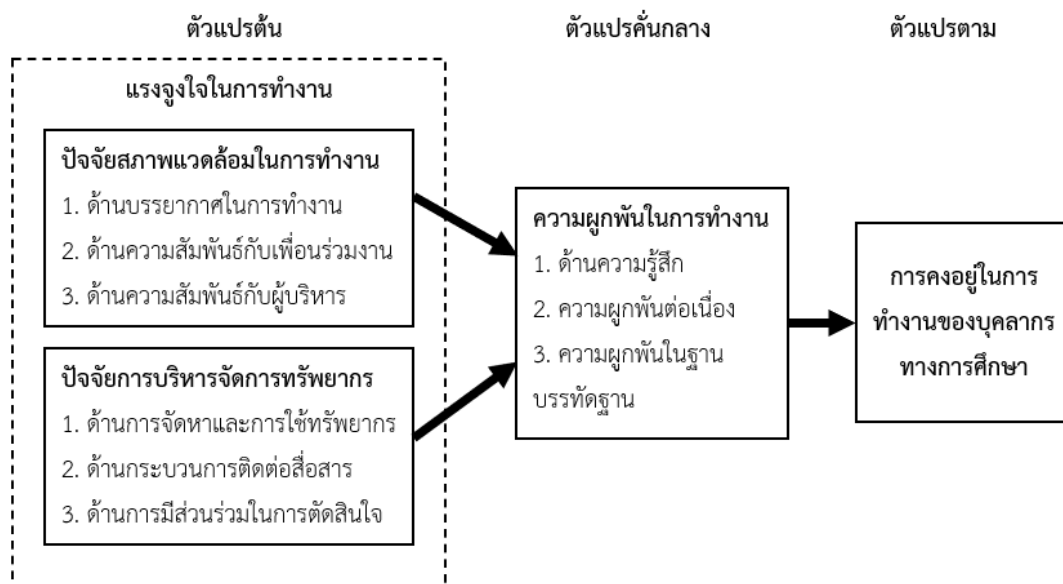 ตัวแปรต้น
ตัวแปรคั่นกลาง
ตัวแปรตาม
แรงจูงใจในการทำงาน
ปัจจัยสภาพแวดล้อมในการทำงาน
1. ด้านบรรยากาศในการทำงาน
2. ด้านความสัมพันธ์กับเพื่อนร่วมงาน
3. ด้านความสัมพันธ์กับผู้บริหาร
ปัจจัยการบริหารจัดการทรัพยากร
1. ด้านการจัดหาและการใช้ทรัพยากร
2. ด้านกระบวนการติดต่อสื่อสาร
3. ด้านการมีส่วนร่วมในการตัดสินใจ
ความผูกพันในการทำงาน
1. ด้านความรู้สึก
2. ความผูกพันต่อเนื่อง
3. ความผูกพันในฐาน
บรรทัดฐาน
การคงอยู่ในการ
ทำงานของบุคลากร
ทางการศึกษา